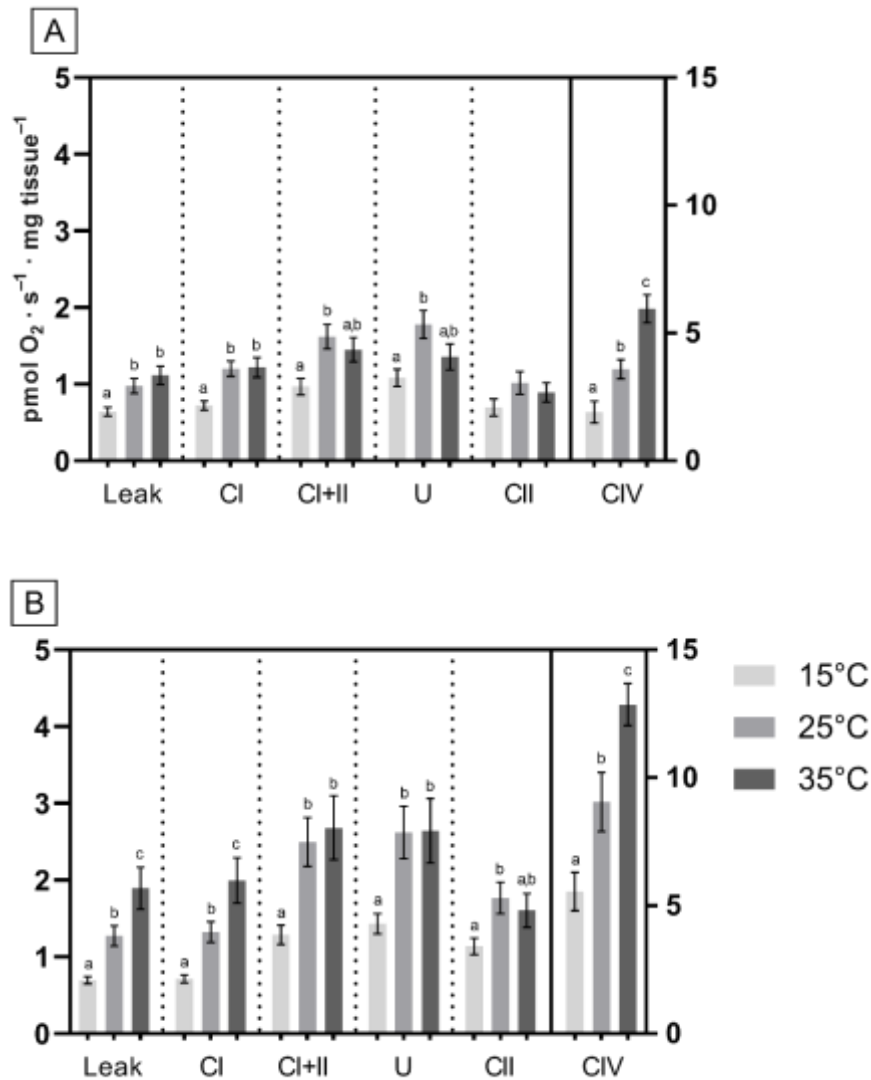 A
5
4
3
2
1
0
15
10
5
0
pmol O₂ · s⁻¹ · mg tissue⁻¹
a b b
a b b
a b a,b
a b a,b
a b c
Leak CI CI+II U CII CIV
B
5
4
3
2
1
0
15
10
5
0
a b c
a b c
a b b
a b b
a b a,b
a b c
Leak CI CI+II U CII CIV
15°C
25°C
35°C